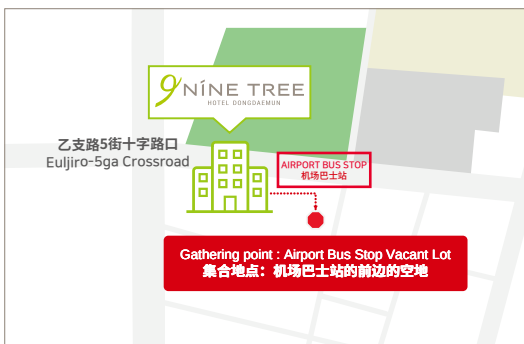 9 NÍNE TREE
HOTEL DONGDAEMUN
乙支路5街十字路口
Euljiro-5ga Crossroad
AIRPORT BUS STOP
机场巴士站
Gathering point : Airport Bus Stop Vacant Lot
集合地点：机场巴士站的前边的空地